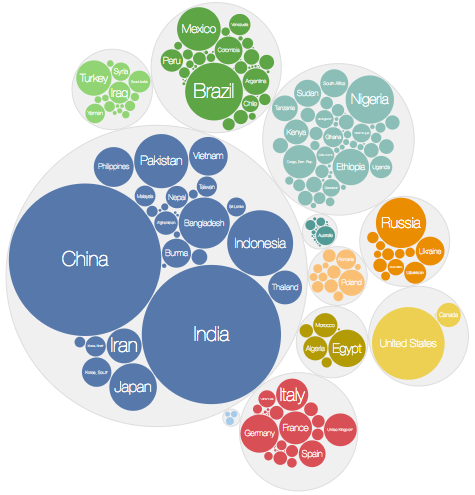 Mexico
Venezuela
Colombia
Peru
Brazil
Argentina
Chile
Turkey
Syria
Saudi Arabia
Iraq
Yemen
South Africa
Sudan
Nigeria
Tanzania
Kenya
Ghana
Congo, Dem. Rep.
Ethiopia
Uganda
Philippines
Pakistan
Vietnam
Taiwan
Malaysia
Nepal
Afghanistan
Bangladesh
Sri Lanka
China
Burma
Indonesia
Thailand
India
Iran
Korea, North
Korea, South
Japan
Australia
Romania
Poland
Russia
Ukraine
Uzbekistan
Morocco
Algeria
Egypt
Canada
United States
Italy
Germany
France
United Kingdom
Spain